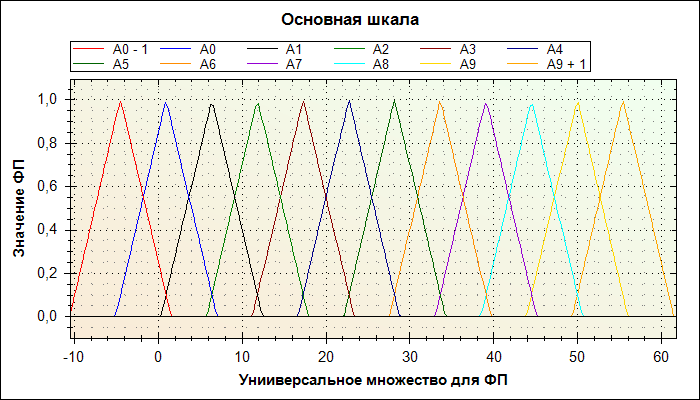 Основная шкала
A0 - 1 A0 A1 A2 A3 A4
A5 A6 A7 A8 A9 A9 + 1
1,0
0,8
0,6
0,4
0,2
0,0
Значение ФП
-10 0 10 20 30 40 50 60
Унииверсальное множество для ФП